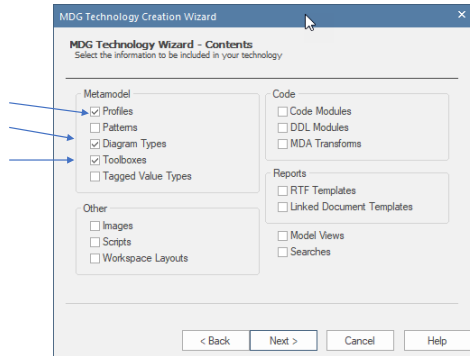 MDG Technology Creation Wizard
MDG Technology Wizard - Contents
Select the information to be included in your technology
Metamodel
Profiles
Patterns
Diagram Types
Toolboxes
Tagged Value Types
Code
Code Modules
DDL Modules
MDA Transforms
Reports
RTF Templates
Linked Document Templates
Other
Images
Scripts
Workspace Layouts
Model Views
Searches
< Back Next > Cancel Help